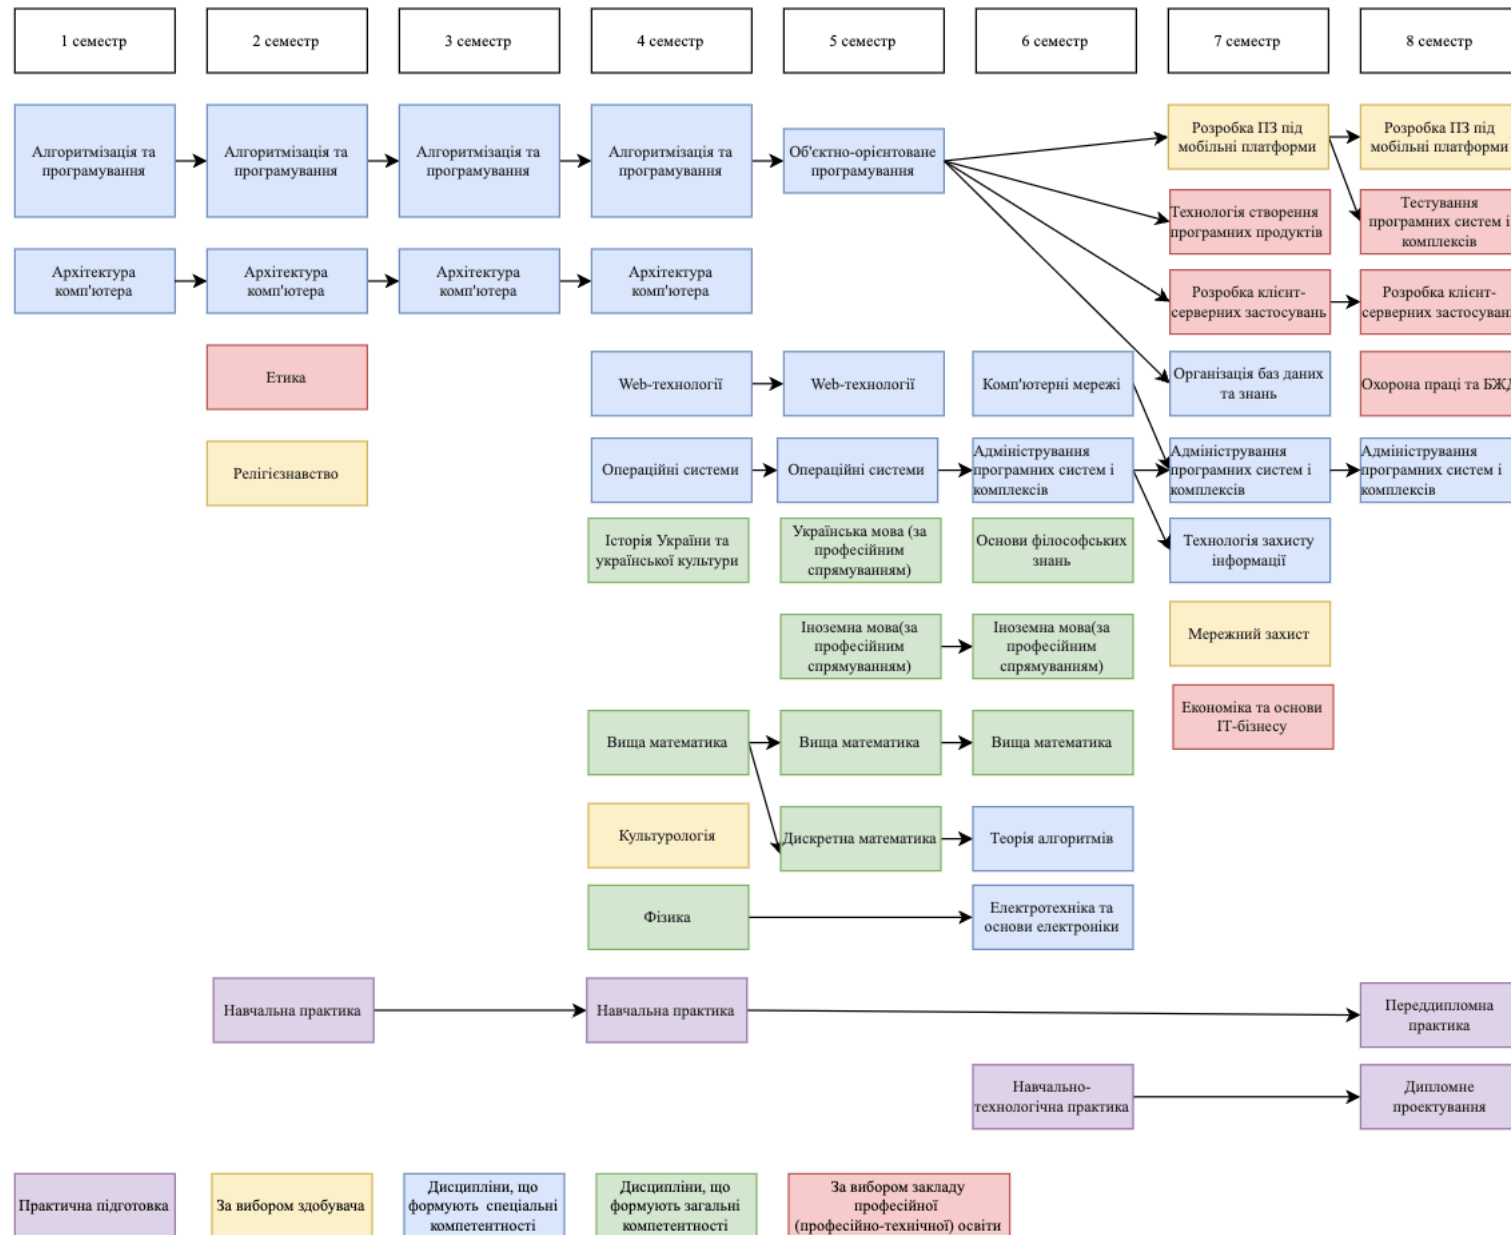 1 семестр
2 семестр
3 семестр
4 семестр
5 семестр
6 семестр
7 семестр
8 семестр
Алгоритмізація та
програмування
Алгоритмізація та
програмування
Алгоритмізація та
програмування
Алгоритмізація та
програмування
Об'єктно-орієнтоване
програмування
Розробка ПЗ під
мобільні платформи
Розробка ПЗ під
мобільні платформи
Технологія створення
програмних продуктів
Тестування
програмних систем і
комплексів
Архітектура
комп'ютера
Архітектура
комп'ютера
Архітектура
комп'ютера
Архітектура
комп'ютера
Розробка клієнт-
серверних застосувань
Розробка клієнт-
серверних застосувань
Етика
Web-технології
Web-технології
Комп'ютерні мережі
Організація баз даних
та знань
Охорона праці та БЖД
Релігієзнавство
Операційні системи
Операційні системи
Адміністрування
програмних систем і
комплексів
Адміністрування
програмних систем і
комплексів
Адміністрування
програмних систем і
комплексів
Історія України та
української культури
Українська мова (за
професійним
спрямуванням)
Основи філософських
знань
Технологія захисту
інформації
Іноземна мова(за
професійним
спрямуванням)
Іноземна мова(за
професійним
спрямуванням)
Мережний захист
Економіка та основи
ІТ-бізнесу
Вища математика
Вища математика
Вища математика
Культурологія
Дискретна математика
Теорія алгоритмів
Фізика
Електротехніка та
основи електроніки
Навчальна практика
Навчальна практика
Переддипломна
практика
Навчально-
технологічна практика
Дипломне
проектування
Практична підготовка
За вибором здобувача
Дисципліни, що
формують спеціальні
компетентності
Дисципліни, що
формують загальні
компетентності
За вибором закладу
професійної
(професійно-технічної) освіти